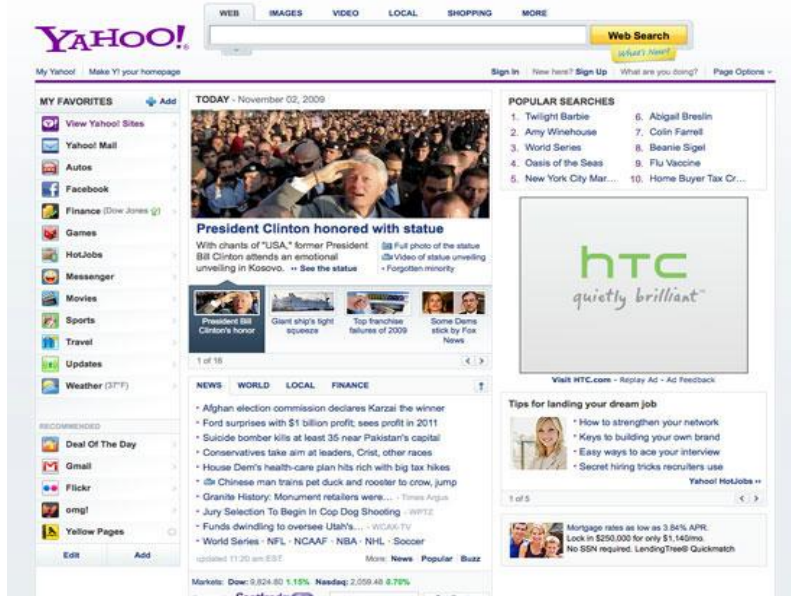 WEB IMAGES VIDEO LOCAL SHOPPING MORE
YAHOO!
Web Search
What's New?
My Yahoo! Make Y! your homepage
Sign In New here? Sign Up What are you doing? Page Options
MY FAVORITES Add
View Yahoo! Sites
Yahoo! Mail
Autos
Facebook
Finance (Dow Jones)
Games
HotJobs
Messenger
Movies
Sports
Travel
Updates
Weather (37°F)
RECOMMENDED
Deal Of The Day
Gmail
Flickr
omg!
Yellow Pages
Edit Add
TODAY - November 02, 2009
President Clinton honored with statue
With chants of "USA," former President
Bill Clinton attends an emotional
unveiling in Kosovo. » See the statue
Full photo of the statue
Video of statue unveiling
• Forgotten minority
President Bill
Clinton's honor
Giant ship's tight
squeeze
Top franchise
failures of 2009
Some Dems
stick by Fox
News
1 of 16
NEWS WORLD LOCAL FINANCE
• Afghan election commission declares Karzai the winner
• Ford surprises with $1 billion profit; sees profit in 2011
• Suicide bomber kills at least 35 near Pakistan's capital
• Conservatives take aim at leaders, Crist, other races
• House Dem's health-care plan hits rich with big tax hikes
• Chinese man trains pet duck and rooster to crow, jump
• Granite History: Monument retailers were... - Times Argus
• Jury Selection To Begin In Cop Dog Shooting - WPTZ
• Funds dwindling to oversee Utah's... - WCAX-TV
• World Series · NFL · NCAAF · NBA · NHL · Soccer
updated 11:20 am EST More: News Popular Buzz
Markets: Dow: 9,824.80 1.15% Nasdaq: 2,059.48 0.70%
POPULAR SEARCHES
1. Twilight Barbie
2. Amy Winehouse
3. World Series
4. Oasis of the Seas
5. New York City Mar...
6. Abigail Breslin
7. Colin Farrell
8. Beanie Sigel
9. Flu Vaccine
10. Home Buyer Tax Cr...
htc
quietly brilliant™
Visit HTC.com - Replay Ad - Ad Feedback
Tips for landing your dream job
• How to strengthen your network
• Keys to building your own brand
• Easy ways to ace your interview
• Secret hiring tricks recruiters use
Yahoo! HotJobs »
1 of 5
Mortgage rates as low as 3.84% APR.
Lock in $250,000 for only $1,140/mo.
No SSN required. LendingTree® Quickmatch